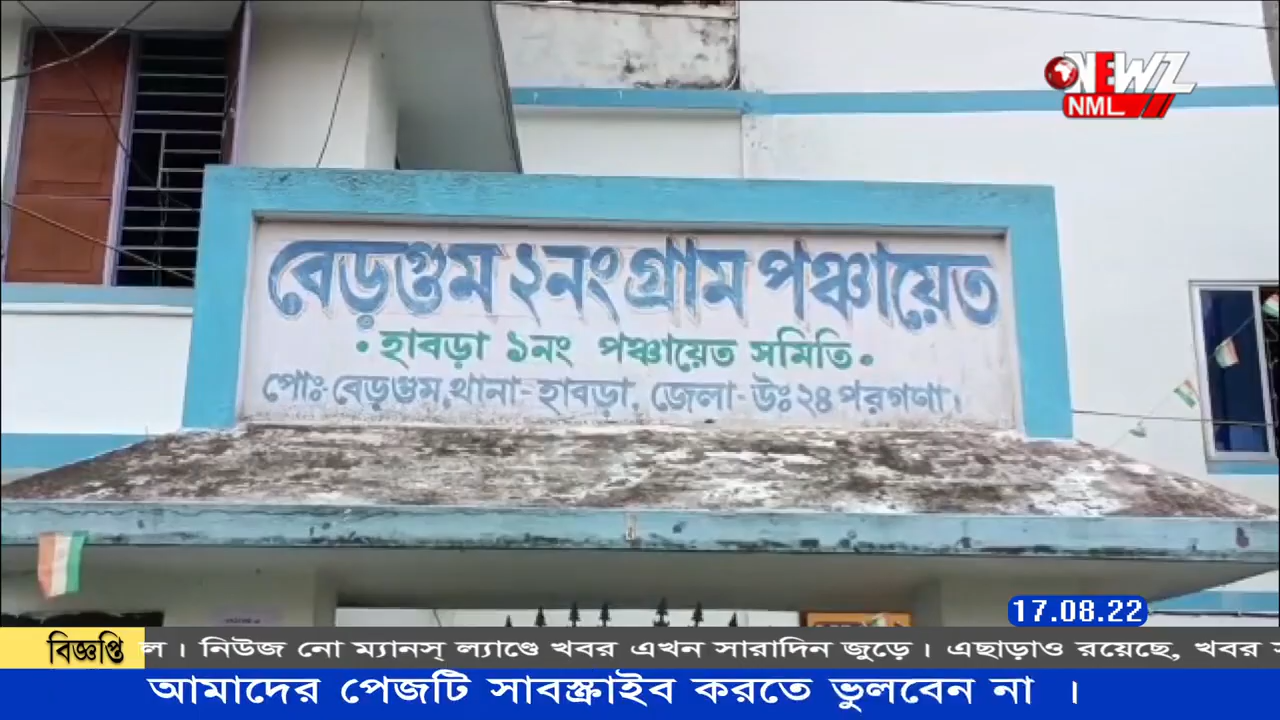 NEWZ
NML
বেড়গুম ২নং গ্রাম পঞ্চায়েত
• হাবড়া ১নং পঞ্চায়েত সমিতি •
পোঃ-বেড়গুম, থানা-হাবড়া, জেলা-উঃ ২৪ পরগণা।
17.08.22
বিজ্ঞপ্তি
ল । নিউজ নো ম্যানস্ ল্যাণ্ডে খবর এখন সারাদিন জুড়ে । এছাড়াও রয়েছে, খবর
আমাদের পেজটি সাবস্ক্রাইব করতে ভুলবেন না ।